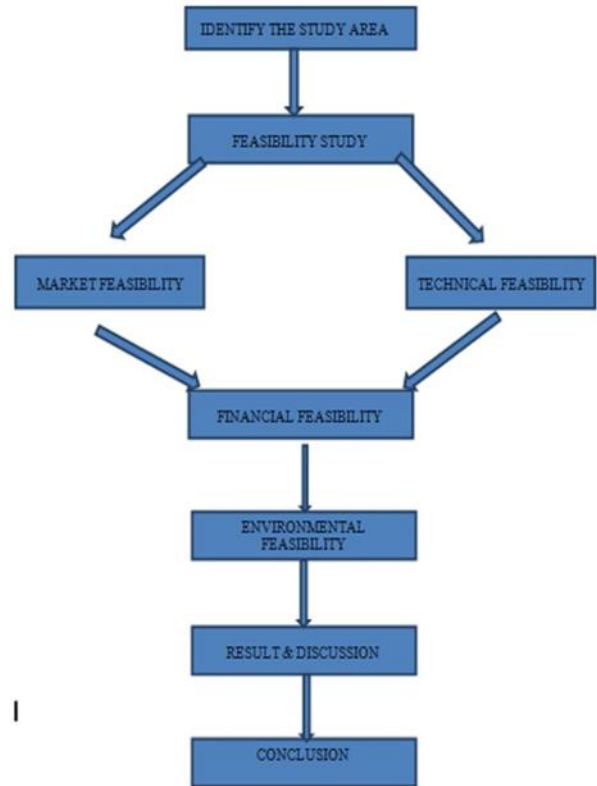 IDENTIFY THE STUDY AREA
FEASIBILITY STUDY
MARKET FEASIBILITY
TECHNICAL FEASIBILITY
FINANCIAL FEASIBILITY
ENVIRONMENTAL
FEASIBILITY
RESULT & DISCUSSION
CONCLUSION